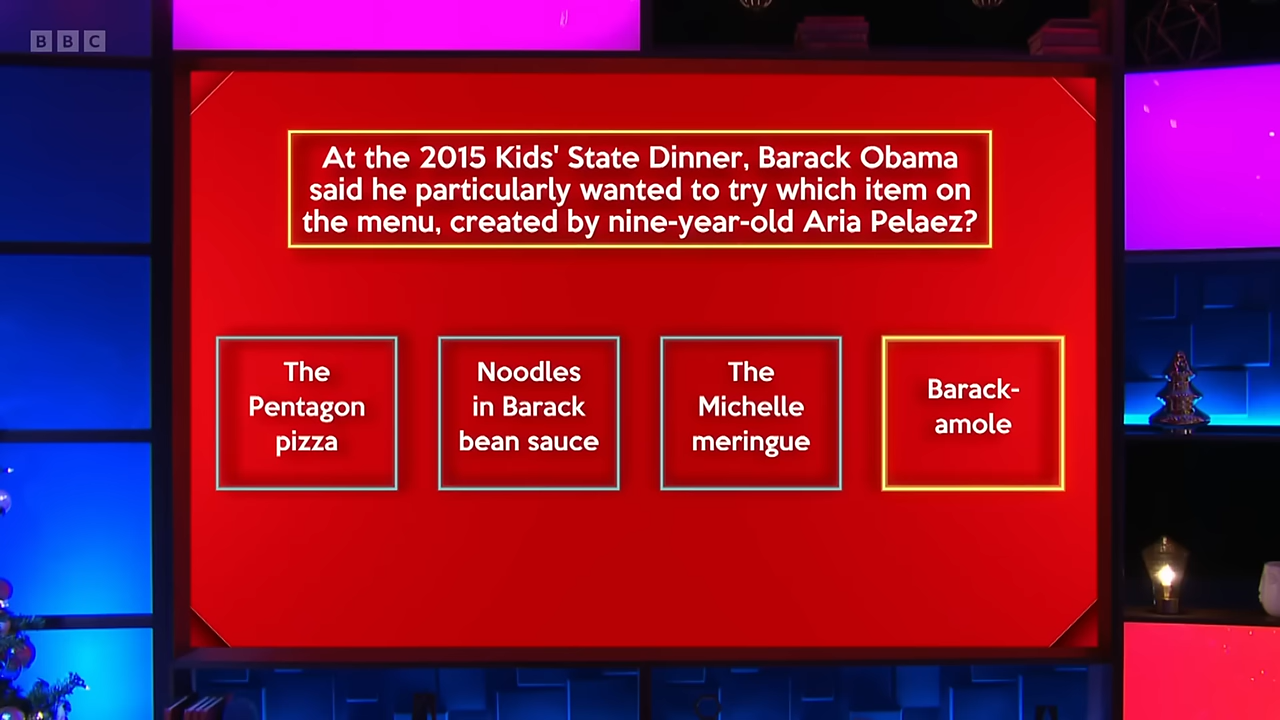 BBC
At the 2015 Kids' State Dinner, Barack Obama
said he particularly wanted to try which item on
the menu, created by nine-year-old Aria Pelaez?
The
Pentagon
pizza
Noodles
in Barack
bean sauce
The
Michelle
meringue
Barack-
amole